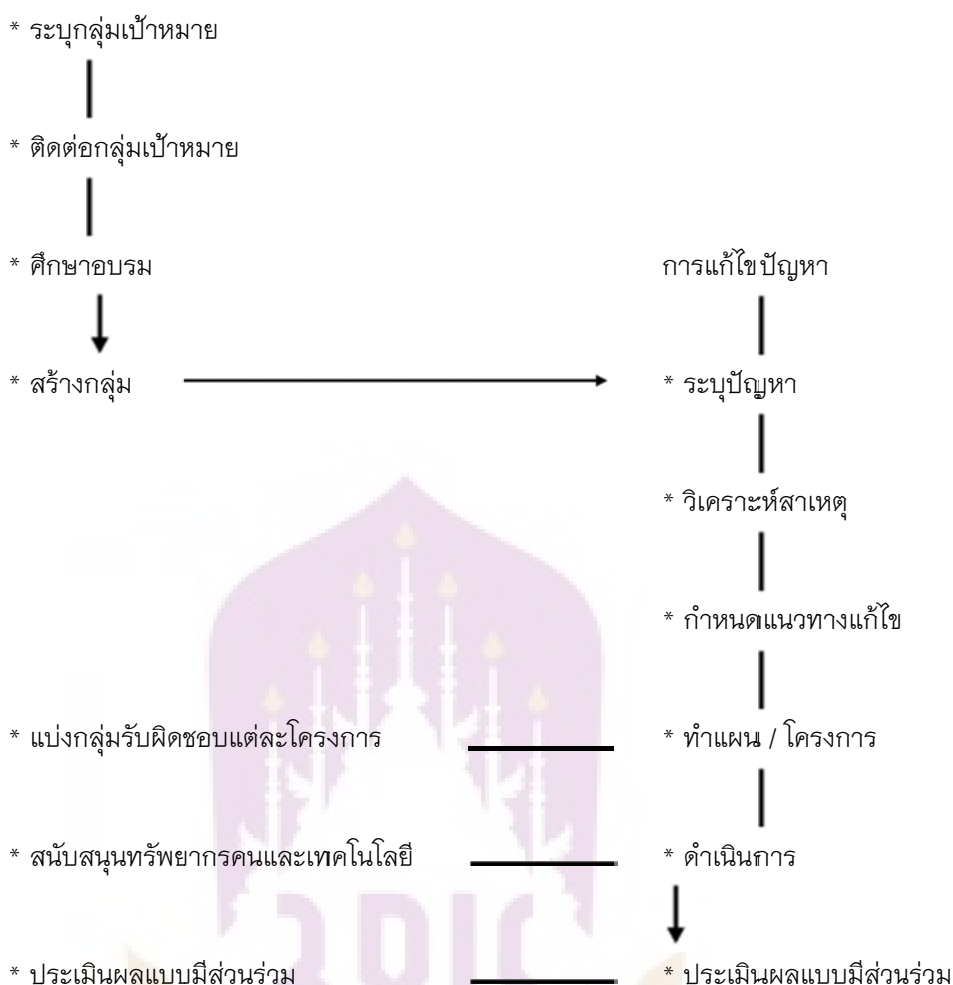 * ระบุกลุ่มเป้าหมาย
* ติดต่อกลุ่มเป้าหมาย
* ศึกษาอบรม
การแก้ไขปัญหา
* สร้างกลุ่ม
* ระบุปัญหา
* วิเคราะห์สาเหตุ
* กำหนดแนวทางแก้ไข
* แบ่งกลุ่มรับผิดชอบแต่ละโครงการ
* ทำแผน / โครงการ
* สนับสนุนทรัพยากรคนและเทคโนโลยี
* ดำเนินการ
* ประเมินผลแบบมีส่วนร่วม
* ประเมินผลแบบมีส่วนร่วม